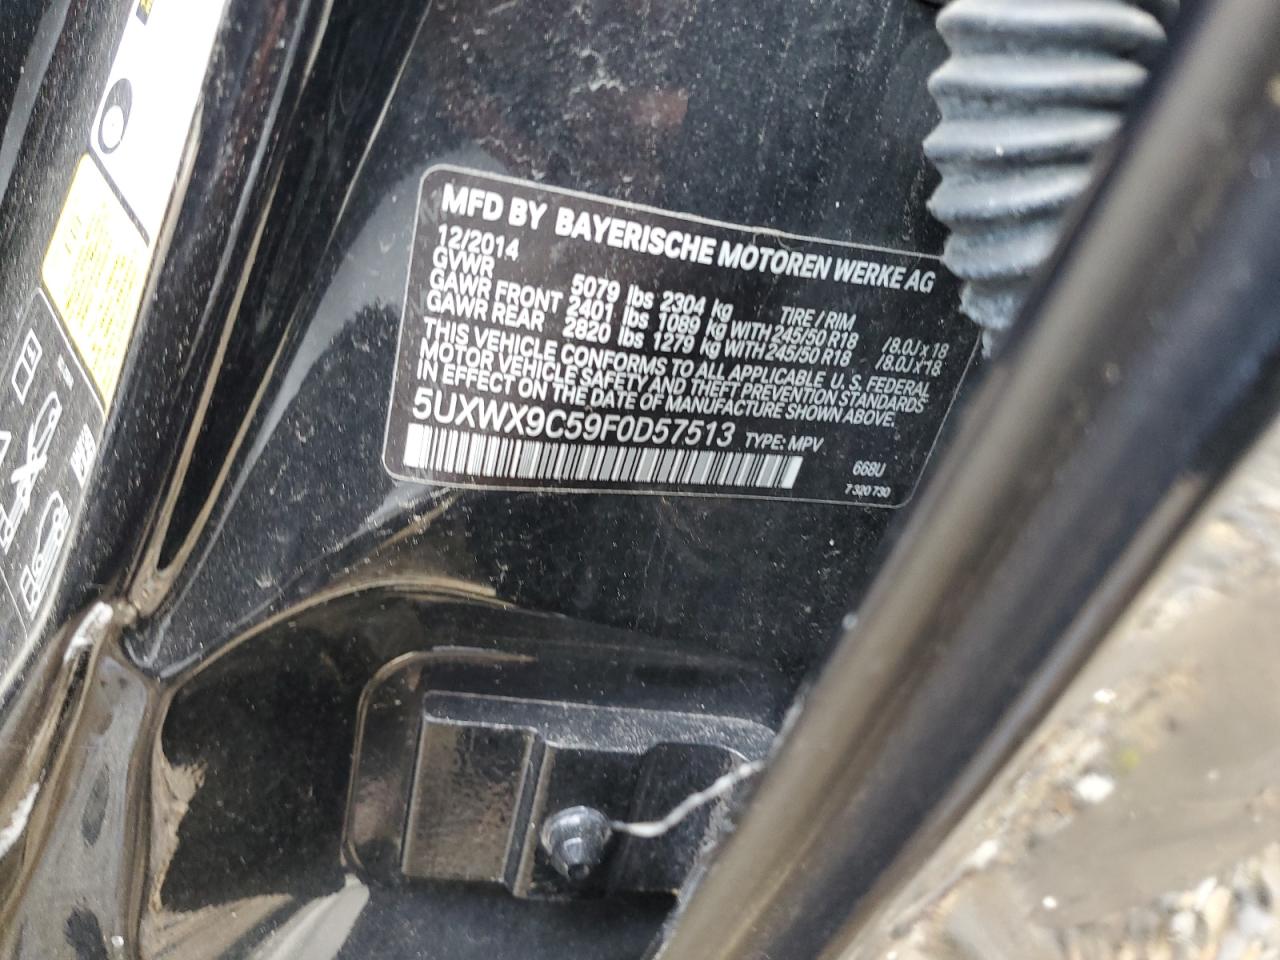 MFD BY BAYERISCHE MOTOREN WERKE AG
12/2014
GVWR 5079 lbs 2304 kg TIRE / RIM
GAWR FRONT 2401 lbs 1089 kg WITH 245/50 R18 /8.0J x 18
GAWR REAR 2820 lbs 1279 kg WITH 245/50 R18 /8.0J x 18
THIS VEHICLE CONFORMS TO ALL APPLICABLE U.S. FEDERAL
MOTOR VEHICLE SAFETY AND THEFT PREVENTION STANDARDS
IN EFFECT ON THE DATE OF MANUFACTURE SHOWN ABOVE.
5UXWX9C59F0D57513 TYPE: MPV
668U
7 320 730